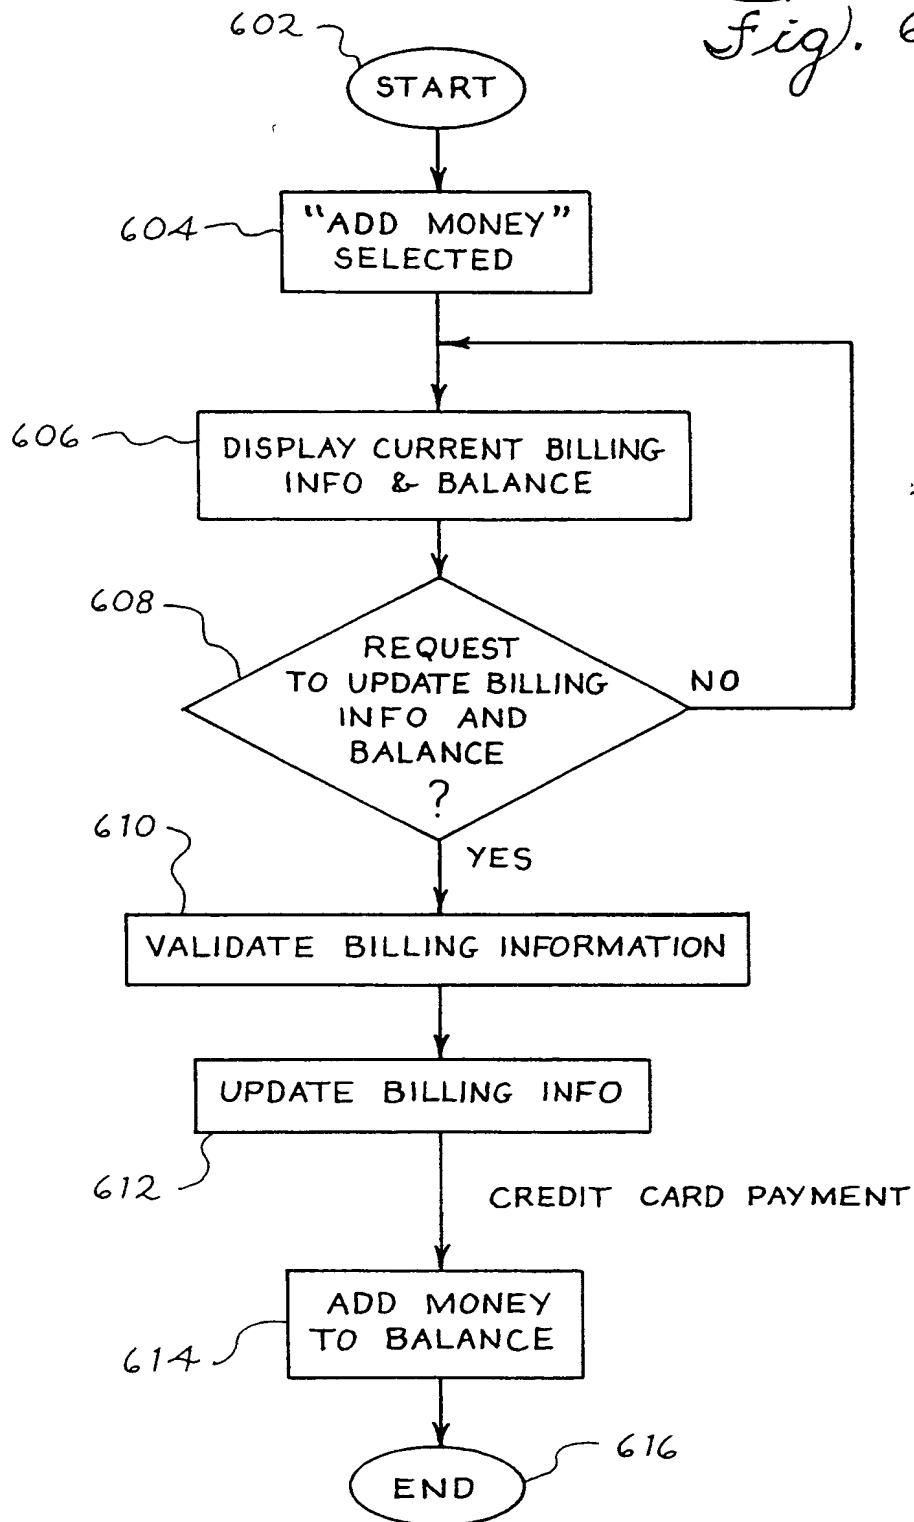 Fig. 6
602
START
604
"ADD MONEY"
SELECTED
606
DISPLAY CURRENT BILLING
INFO & BALANCE
608
REQUEST
TO UPDATE BILLING
INFO AND
BALANCE
?
NO
610
YES
VALIDATE BILLING INFORMATION
UPDATE BILLING INFO
612
CREDIT CARD PAYMENT
ADD MONEY
TO BALANCE
614
616
END